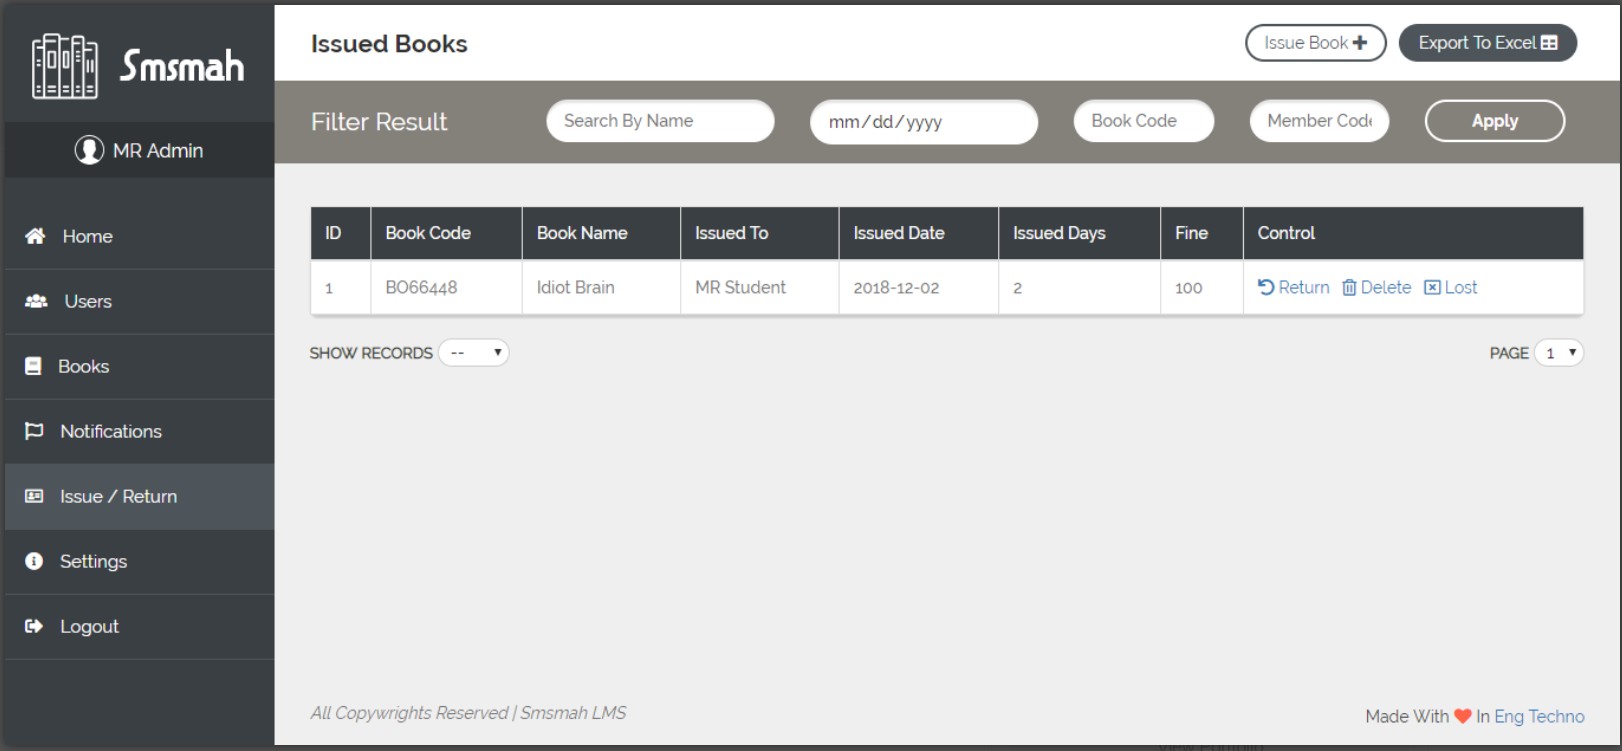 Smsmah
MR Admin
Home
Users
Books
Notifications
Issue / Return
Settings
Logout
Issued Books
Issue Book
Export To Excel
Filter Result
Search By Name
mm/dd/yyyy
Book Code
Member Code
Apply
ID Book Code Book Name Issued To Issued Date Issued Days Fine Control
1 BO66448 Idiot Brain MR Student 2018-12-02 2 100 Return Delete Lost
SHOW RECORDS --
PAGE 1
All Copywrights Reserved | Smsmah LMS
Made With In Eng Techno